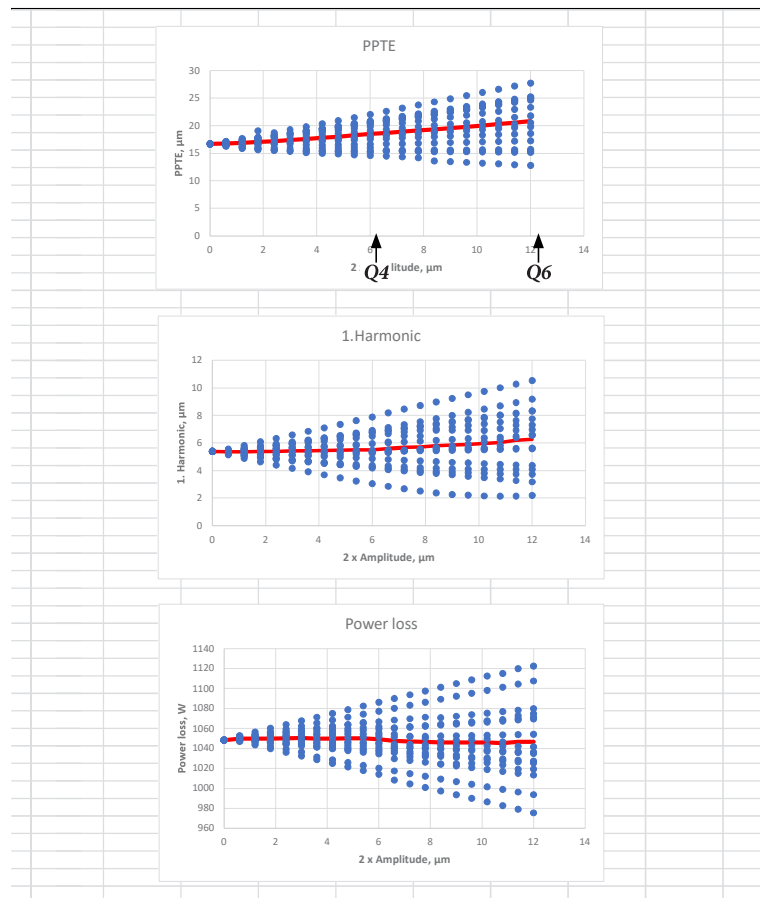 PPTE
30
25
20
15
10
5
0
PPTE, µm
0 2 4 6 8 10 12 14
2 litude, µm
Q4
Q6
1.Harmonic
12
10
8
6
4
2
0
1. Harmonic, µm
0 2 4 6 8 10 12 14
2 x Amplitude, µm
Power loss
1140
1120
1100
1080
1060
1040
1020
1000
980
960
Power loss, W
0 2 4 6 8 10 12 14
2 x Amplitude, µm